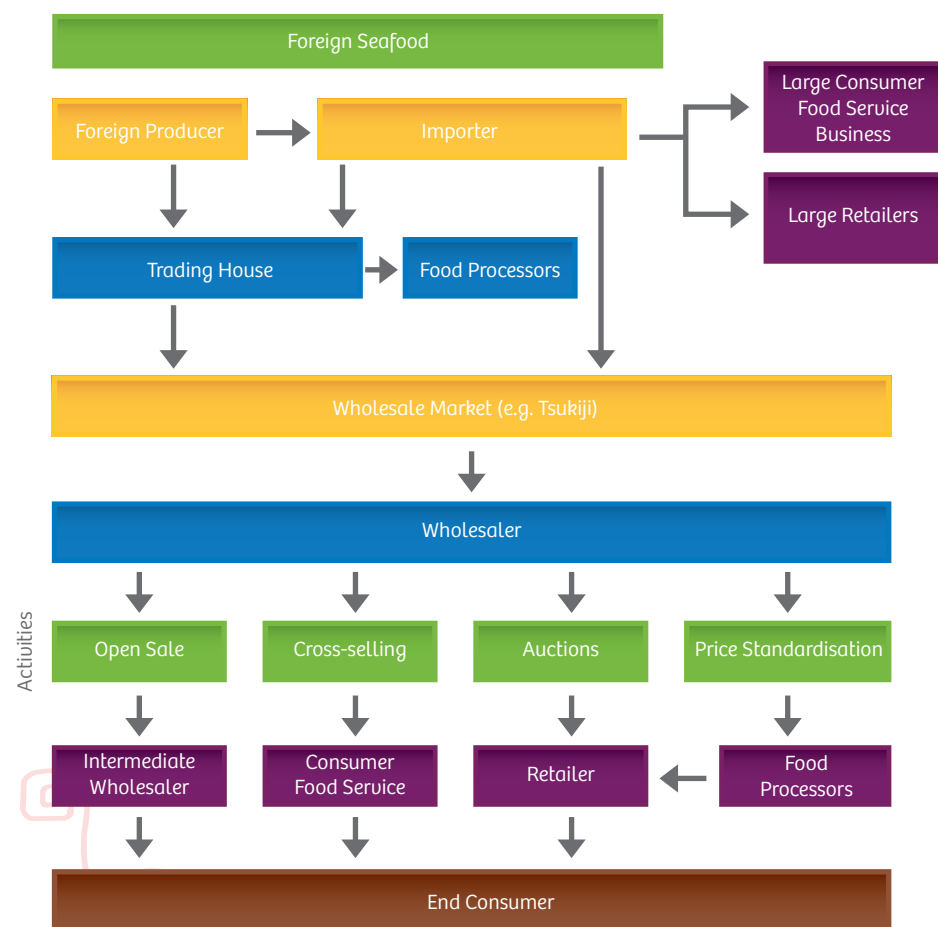 Foreign Seafood
Large Consumer
Food Service
Business
Foreign Producer
Importer
Large Retailers
Trading House
Food Processors
Wholesale Market (e.g. Tsukiji)
Wholesaler
Activities
Open Sale
Cross-selling
Auctions
Price Standardisation
Intermediate
Wholesaler
Consumer
Food Service
Retailer
Food
Processors
End Consumer